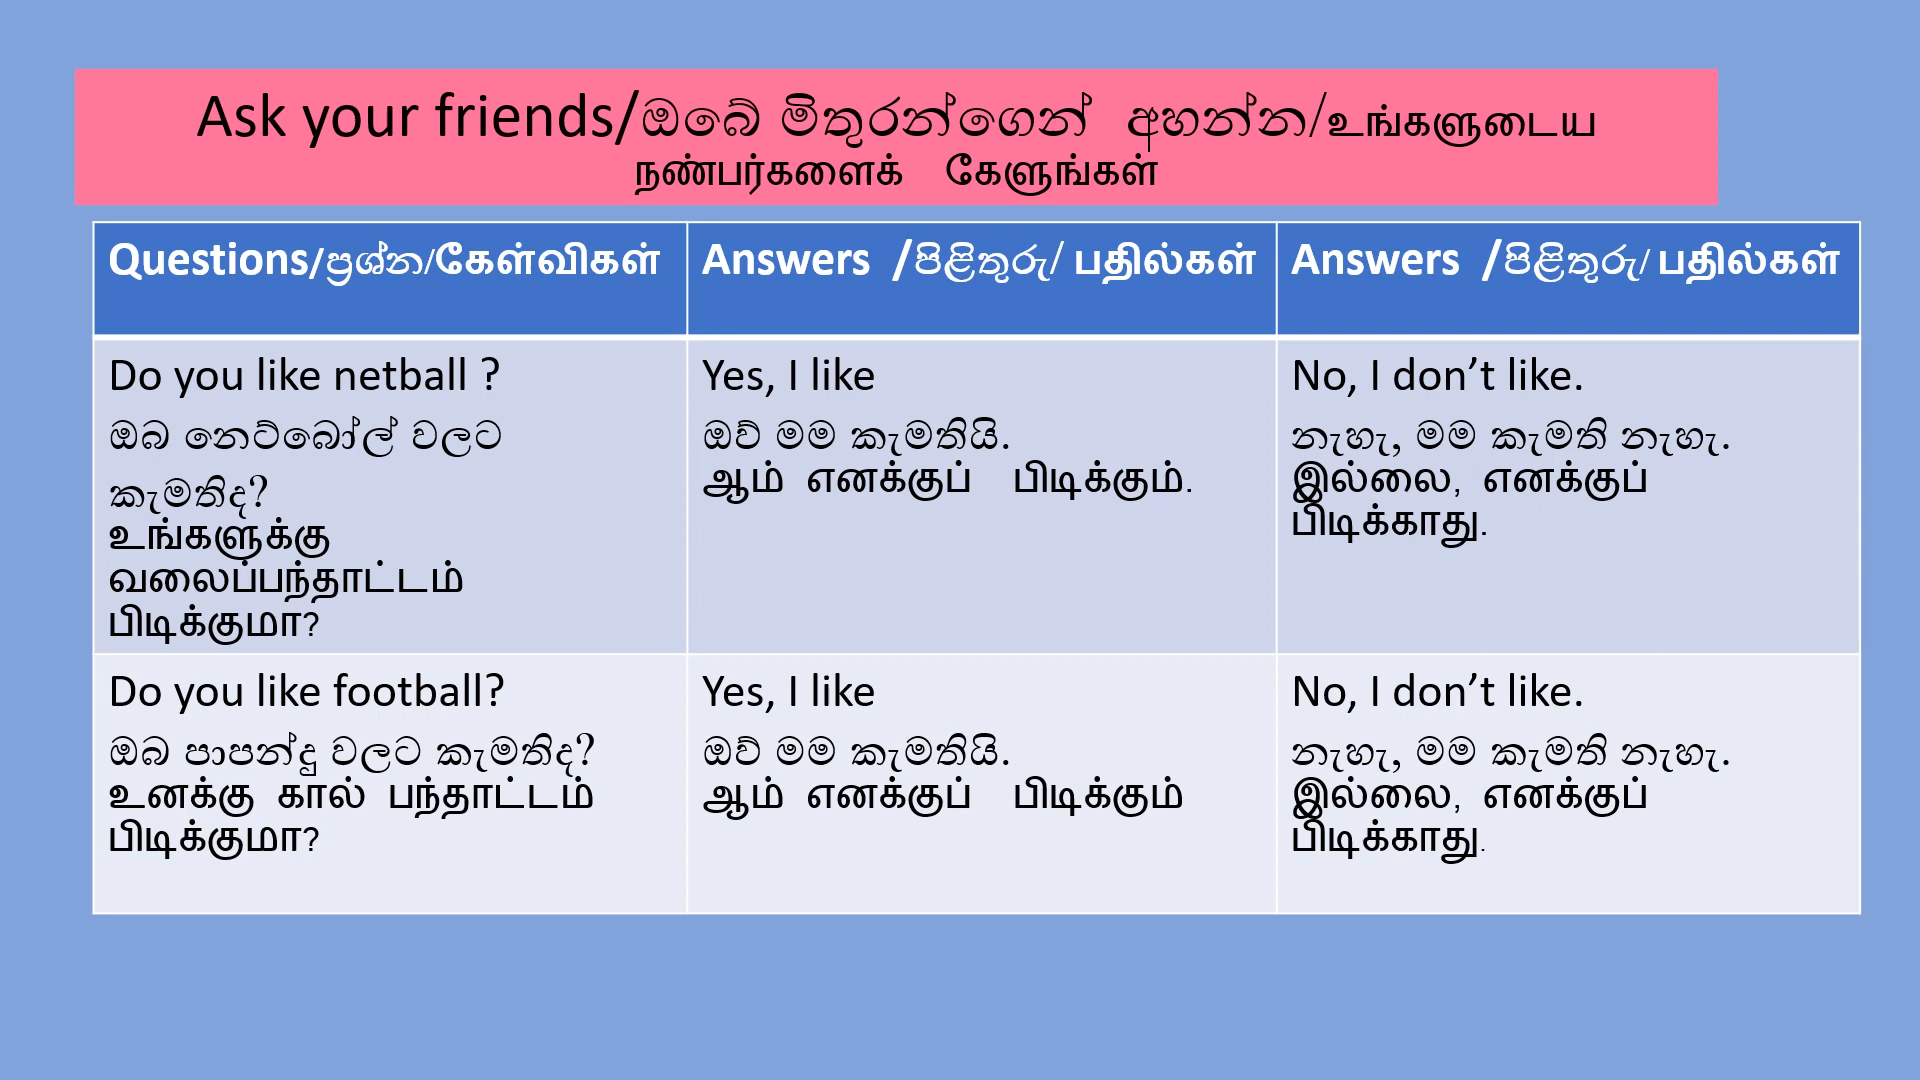 Ask your friends/ඔබේ මිතුරන්ගෙන් අහන්න/உங்களுடைய
நண்பர்களைக் கேளுங்கள்
Questions/ප්‍රශ්න/கேள்விகள்
Answers /පිළිතුරු/ பதில்கள்
Answers /පිළිතුරු/ பதில்கள்
Do you like netball ?
ඔබ නෙට්බෝල් වලට
කැමතිද?
உங்களுக்கு
வலைப்பந்தாட்டம்
பிடிக்குமா?
Yes, I like
ඔව් මම කැමතියි.
ஆம் எனக்குப் பிடிக்கும்.
No, I don’t like.
නැහැ, මම කැමති නැහැ.
இல்லை, எனக்குப்
பிடிக்காது.
Do you like football?
ඔබ පාපන්දු වලට කැමතිද?
உனக்கு கால் பந்தாட்டம்
பிடிக்குமா?
Yes, I like
ඔව් මම කැමතියි.
ஆம் எனக்குப் பிடிக்கும்
No, I don’t like.
නැහැ, මම කැමති නැහැ.
இல்லை, எனக்குப்
பிடிக்காது.